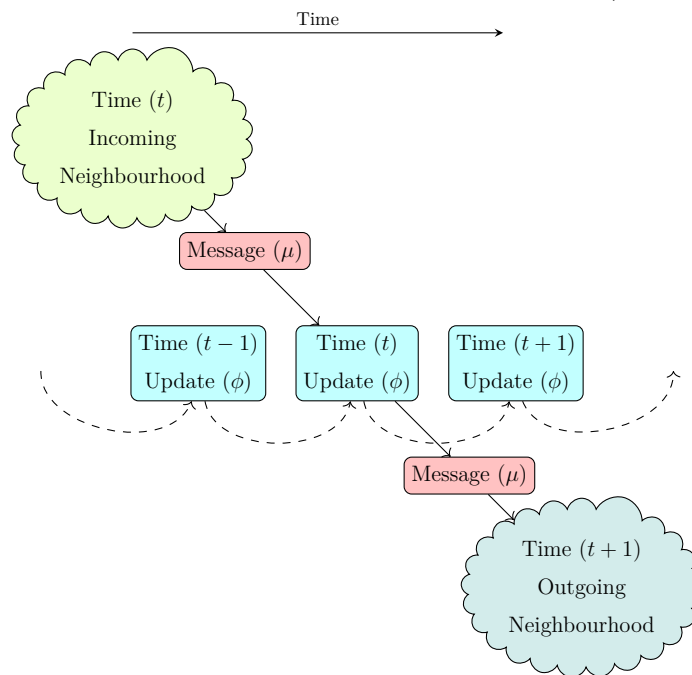 Time
Time (t)
Incoming
Neighbourhood
Message (μ)
Time (t − 1)
Update (ϕ)
Time (t)
Update (ϕ)
Time (t + 1)
Update (ϕ)
Message (μ)
Time (t + 1)
Outgoing
Neighbourhood